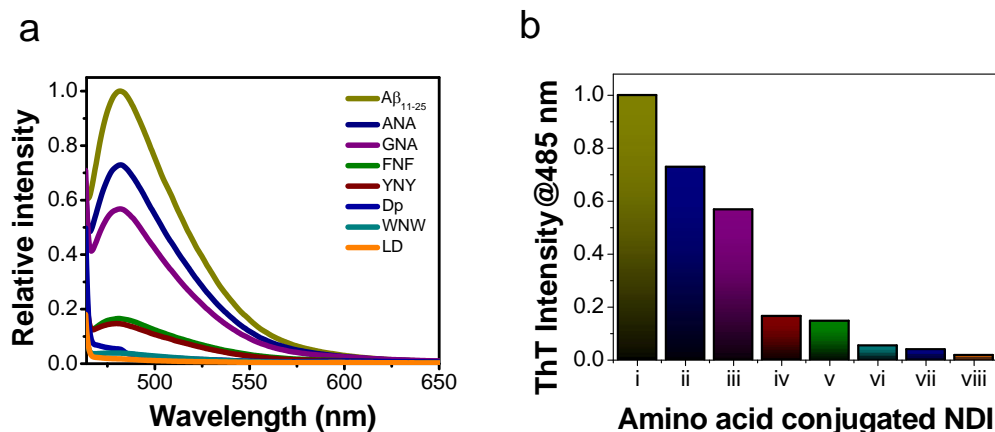 a
Relative intensity
1.0
0.8
0.6
0.4
0.2
0.0
500
550
600
650
Wavelength (nm)
Aβ11-25
ANA
GNA
FNF
YNY
Dp
WNW
LD
b
ThT Intensity @485 nm
1.0
0.8
0.6
0.4
0.2
0.0
i ii iii iv v vi vii viii
Amino acid conjugated NDI